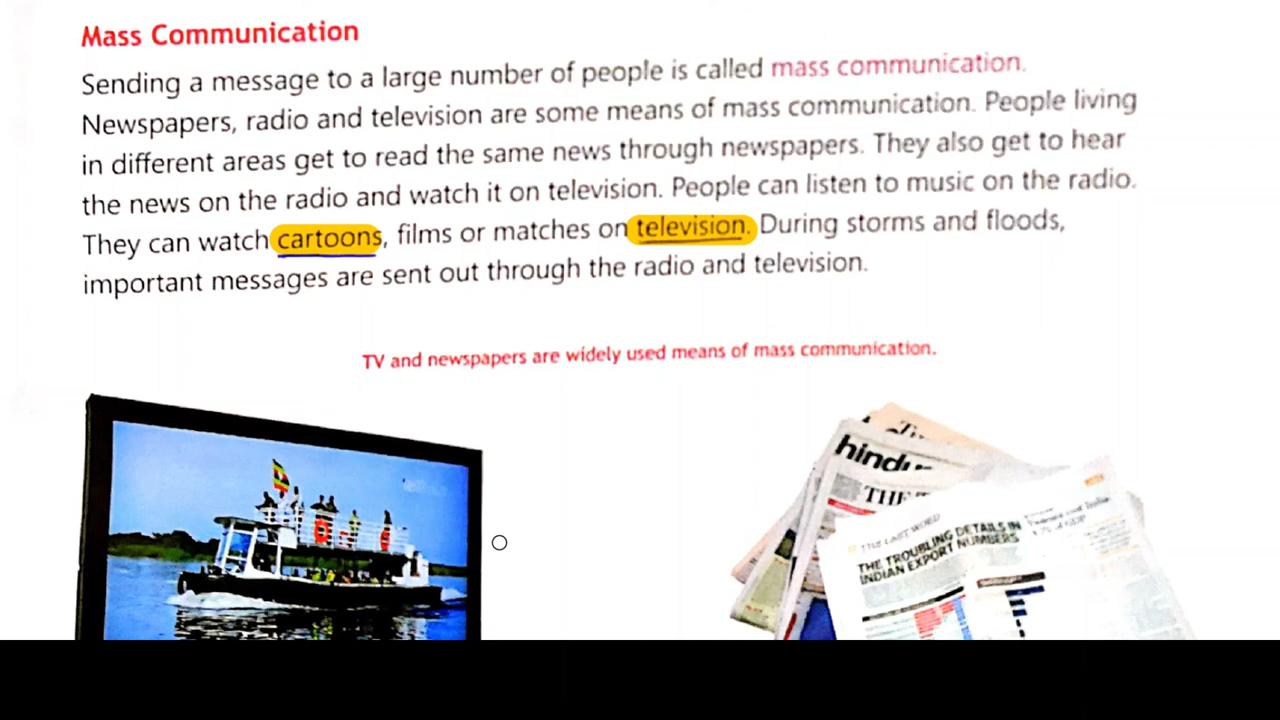 Mass Communication
Sending a message to a large number of people is called mass communication.
Newspapers, radio and television are some means of mass communication. People living
in different areas get to read the same news through newspapers. They also get to hear
the news on the radio and watch it on television. People can listen to music on the radio.
They can watch cartoons, films or matches on television. During storms and floods,
important messages are sent out through the radio and television.
TV and newspapers are widely used means of mass communication.
hindu
THE
THE LAST WORD
THE TROUBLING DETAILS IN
INDIAN EXPORT NUMBERS